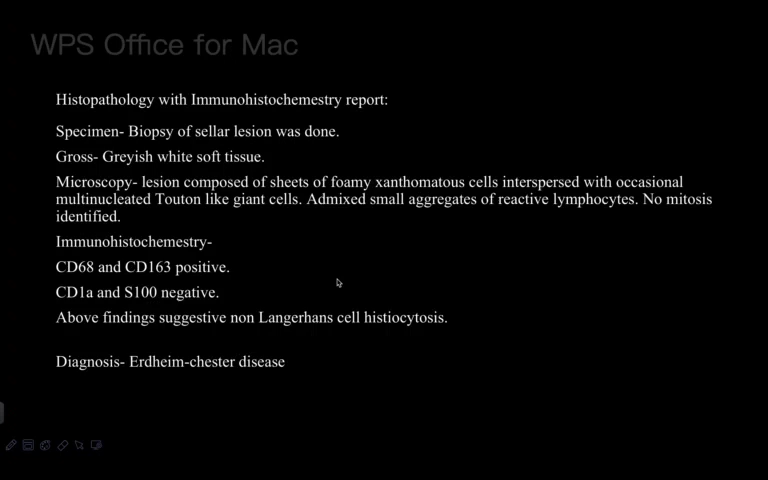 WPS Office for Mac
Histopathology with Immunohistochemestry report:
Specimen- Biopsy of sellar lesion was done.
Gross- Greyish white soft tissue.
Microscopy- lesion composed of sheets of foamy xanthomatous cells interspersed with occasional
multinucleated Touton like giant cells. Admixed small aggregates of reactive lymphocytes. No mitosis
identified.
Immunohistochemestry-
CD68 and CD163 positive.
CD1a and S100 negative.
Above findings suggestive non Langerhans cell histiocytosis.
Diagnosis- Erdheim-chester disease